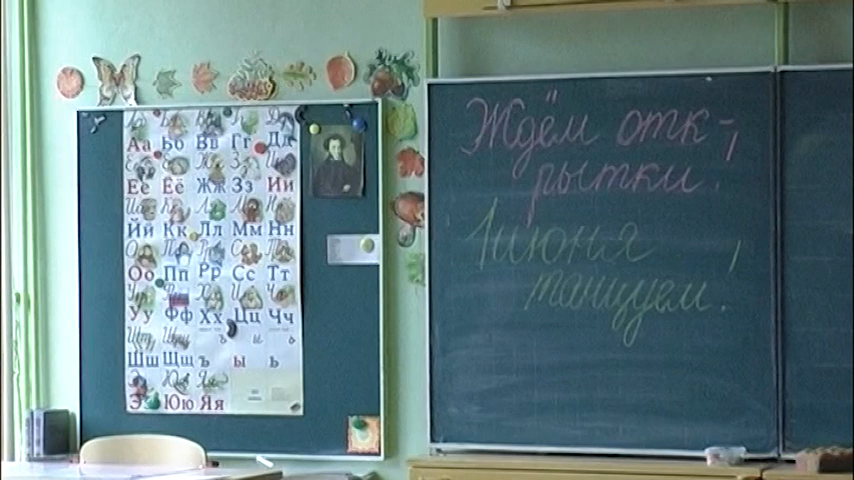 Аа Бб Вв Гг Дд
Ее Ёё Жж Зз Ии
Йй Кк Лл Мм Нн
Оо Пп Рр Сс Тт
Уу Фф Хх Цц Чч
Шш Щщ ъ ы ь
Ээ Юю Яя
Ждём отк-
рытки!
1 июня
танцуем!